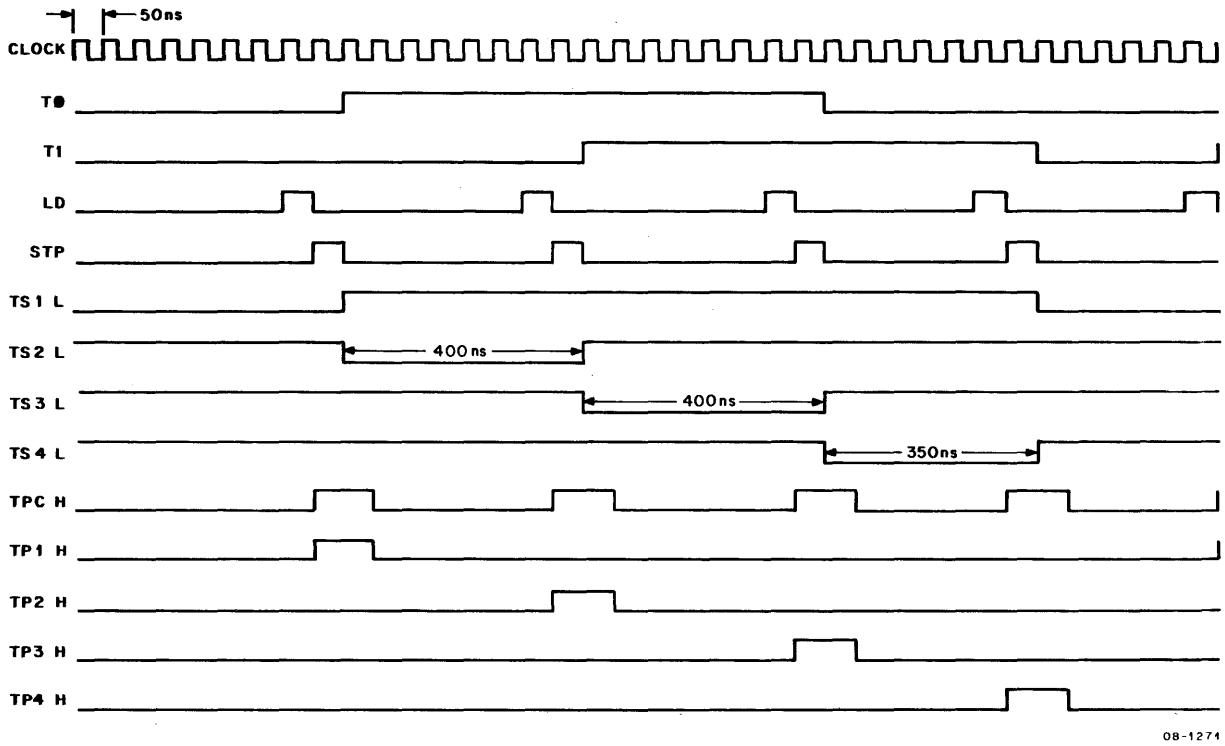 50ns
CLOCK
T0
T1
LD
STP
TS1 L
TS2 L 400ns
TS3 L 400ns
TS4 L 350ns
TPC H
TP1 H
TP2 H
TP3 H
TP4 H
08-1271